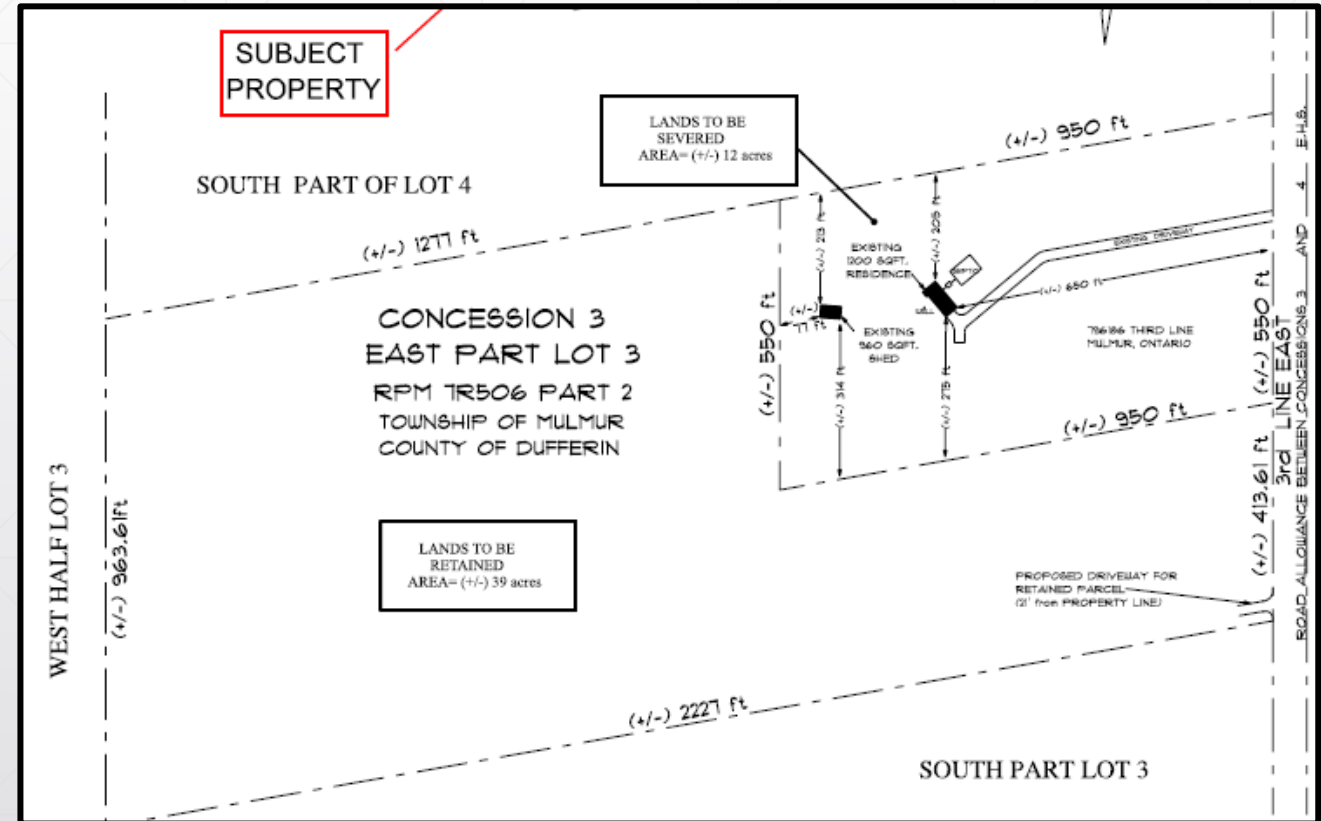 SUBJECT
PROPERTY
LANDS TO BE
SEVERED
AREA= (+/-) 12 acres
(+/-) 950 ft
SOUTH PART OF LOT 4
(+/-) 1277 ft
(+/-) 213 ft
(+/-) 205 ft
EXISTING
1200 SQFT.
RESIDENCE
SEPTIC
EXISTING DRIVEWAY
(+/-) 650 ft
WELL
(+/-)
77 ft
EXISTING
960 SQFT.
SHED
786186 THIRD LINE
MULMUR, ONTARIO
CONCESSION 3
EAST PART LOT 3
RPM 7R506 PART 2
TOWNSHIP OF MULMUR
COUNTY OF DUFFERIN
(+/-) 550 ft
(+/-) 314 ft
(+/-) 275 ft
(+/-) 950 ft
(+/-) 550 ft
3rd LINE EAST
ROAD ALLOWANCE BETWEEN CONCESSIONS 3 AND 4 E.H.S.
(+/-) 413.61 ft
WEST HALF LOT 3
(+/-) 963.61ft
LANDS TO BE
RETAINED
AREA= (+/-) 39 acres
PROPOSED DRIVEWAY FOR
RETAINED PARCEL
(21' from PROPERTY LINE)
(+/-) 2227 ft
SOUTH PART LOT 3